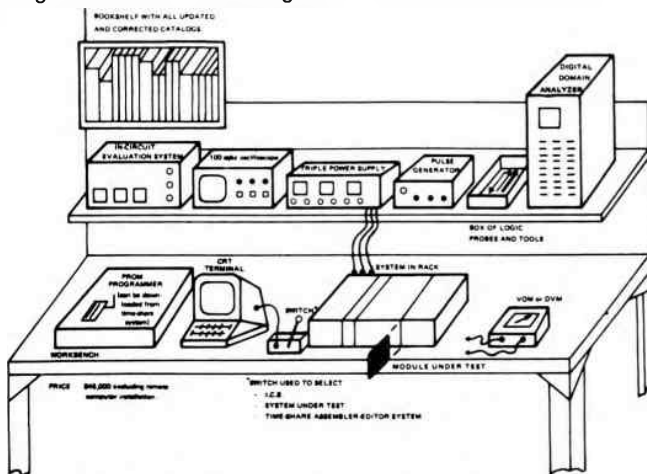 BOOKSHELF WITH ALL UPDATED
AND CORRECTED CATALOGS
DIGITAL
DOMAIN
ANALYZER
IN-CIRCUIT
EVALUATION SYSTEM
100 mhz oscilloscope
TRIPLE POWER SUPPLY
PULSE
GENERATOR
BOX OF LOGIC
PROBES AND TOOLS
CRT
TERMINAL
SYSTEM IN RACK
PROM
PROGRAMMER
(can be down
loaded from
time-share
system)
SWITCH*
VOM or DVM
WORKBENCH
MODULE UNDER TEST
PRICE $46,000 excluding remote
computer installation
*SWITCH USED TO SELECT
- I.C.E.
SYSTEM UNDER TEST
TIME-SHARE ASSEMBLER-EDITOR SYSTEM